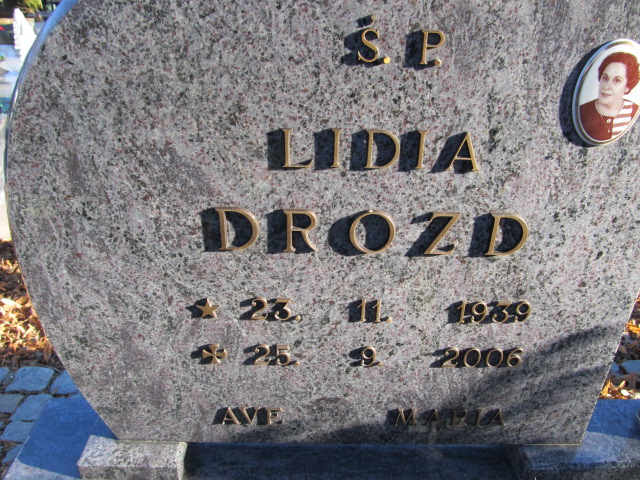 Ś. P.
LIDIA
DROZD
★ 23. 11. 1939
✠ 25. 9. 2006
AVE MARIA